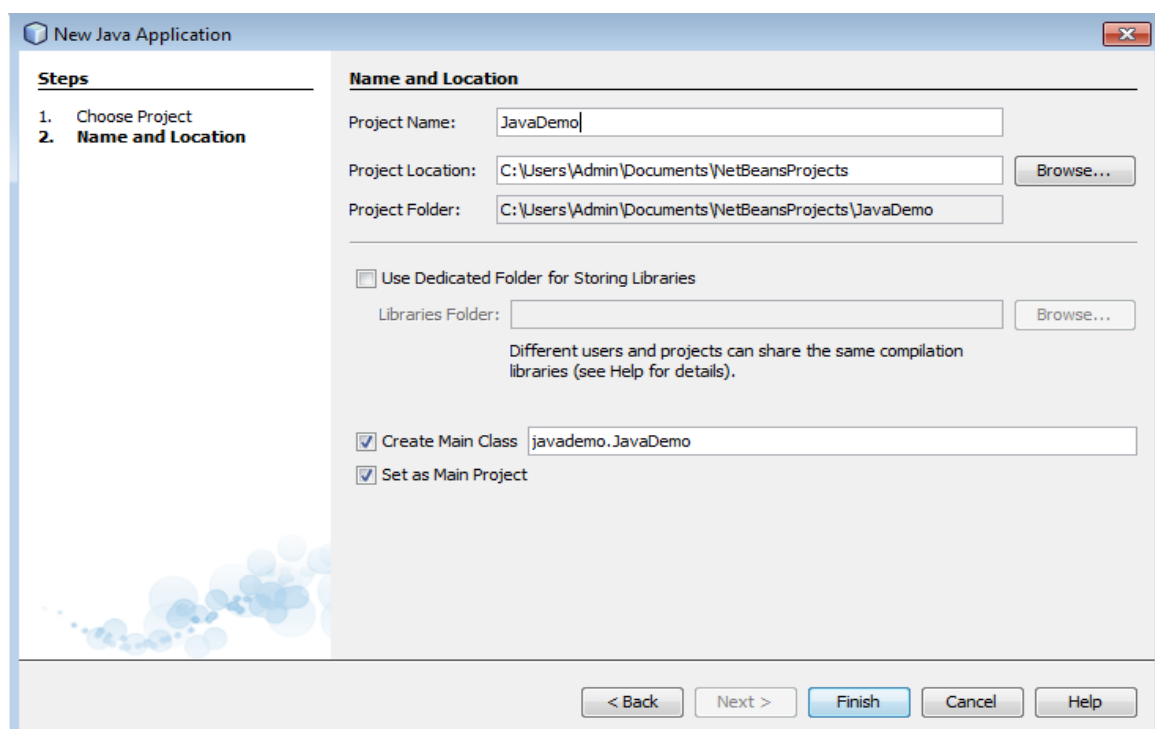 New Java Application
Steps
1. Choose Project
2. Name and Location
Name and Location
Project Name: JavaDemo
Project Location: C:\Users\Admin\Documents\NetBeansProjects Browse...
Project Folder: C:\Users\Admin\Documents\NetBeansProjects\JavaDemo
Use Dedicated Folder for Storing Libraries
Libraries Folder: Browse...
Different users and projects can share the same compilation
libraries (see Help for details).
Create Main Class javademo.JavaDemo
Set as Main Project
< Back Next > Finish Cancel Help